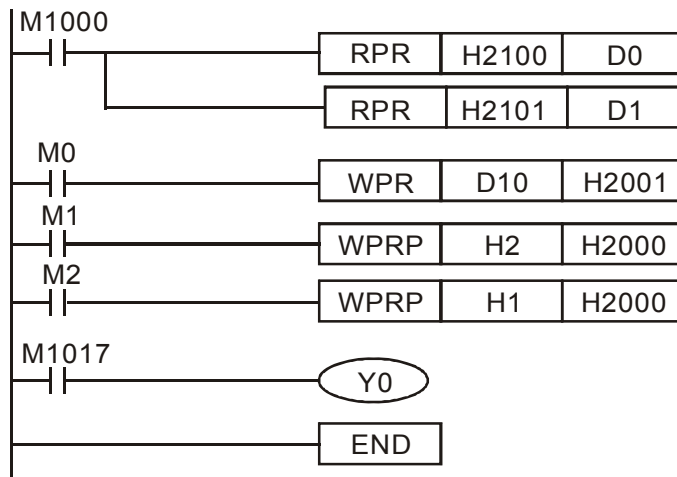 M1000
RPR H2100 D0
RPR H2101 D1
M0
WPR D10 H2001
M1
WPRP H2 H2000
M2
WPRP H1 H2000
M1017
Y0
END